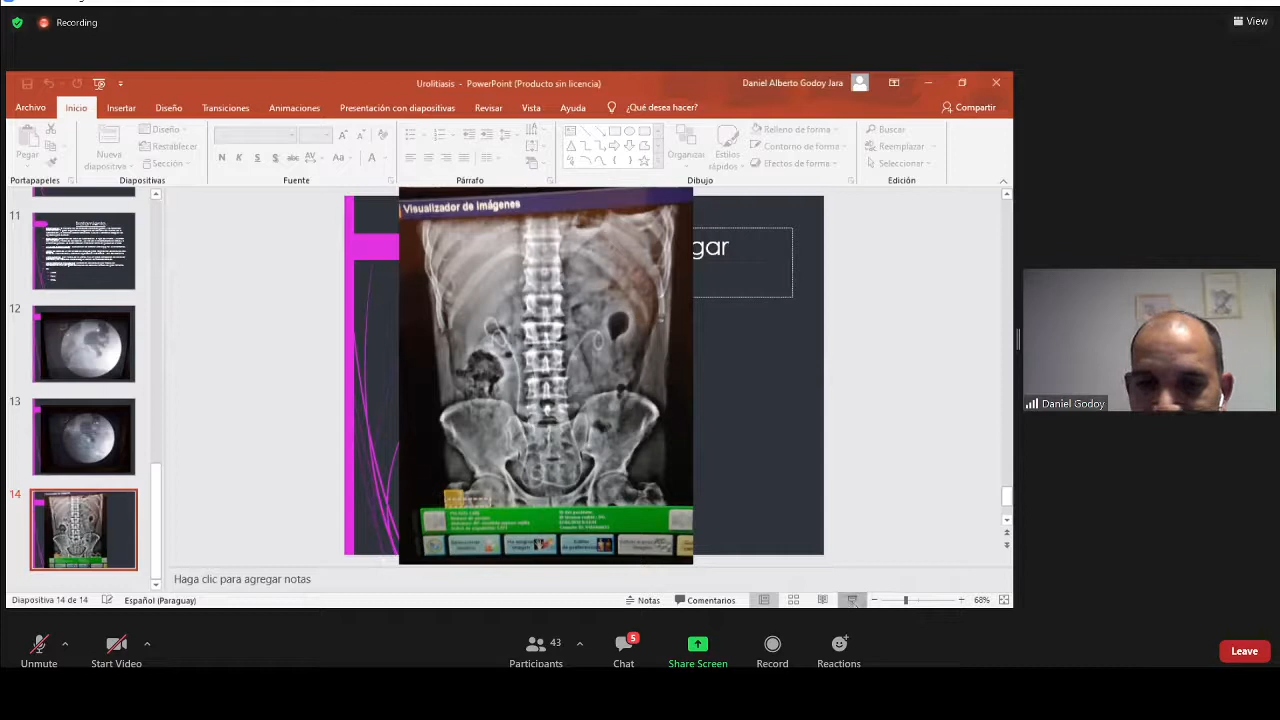 Recording
View
Urolitiasis - PowerPoint (Producto sin licencia)
Daniel Alberto Godoy Jara
Archivo
Inicio
Insertar
Diseño
Transiciones
Animaciones
Presentación con diapositivas
Revisar
Vista
Ayuda
¿Qué desea hacer?
Compartir
Pegar
Nueva
diapositiva
Diseño
Restablecer
Sección
N K S S abc AV Aa A
Organizar
Estilos
rápidos
Relleno de forma
Contorno de forma
Efectos de forma
Buscar
Reemplazar
Seleccionar
Portapapeles
Diapositivas
Fuente
Párrafo
Dibujo
Edición
11
12
13
14
Visualizador de imágenes
gar
Daniel Godoy
Haga clic para agregar notas
Diapositiva 14 de 14
Español (Paraguay)
Notas
Comentarios
68%
Unmute
Start Video
Participants
43
Chat
5
Share Screen
Record
Reactions
Leave